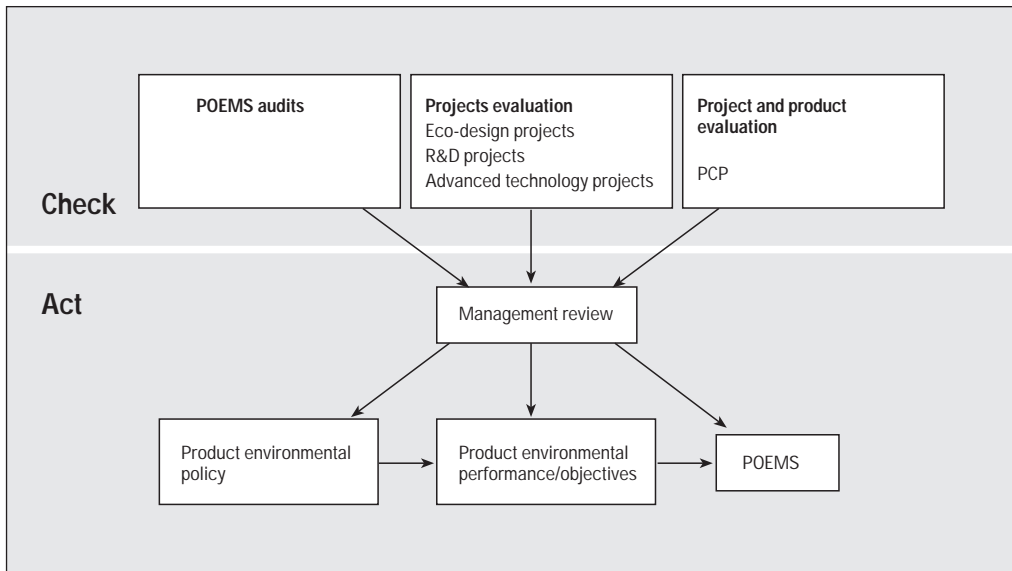 POEMS audits
Projects evaluation
Eco-design projects
R&D projects
Advanced technology projects
Project and product
evaluation
PCP
Check
Act
Management review
Product environmental
policy
Product environmental
performance/objectives
POEMS